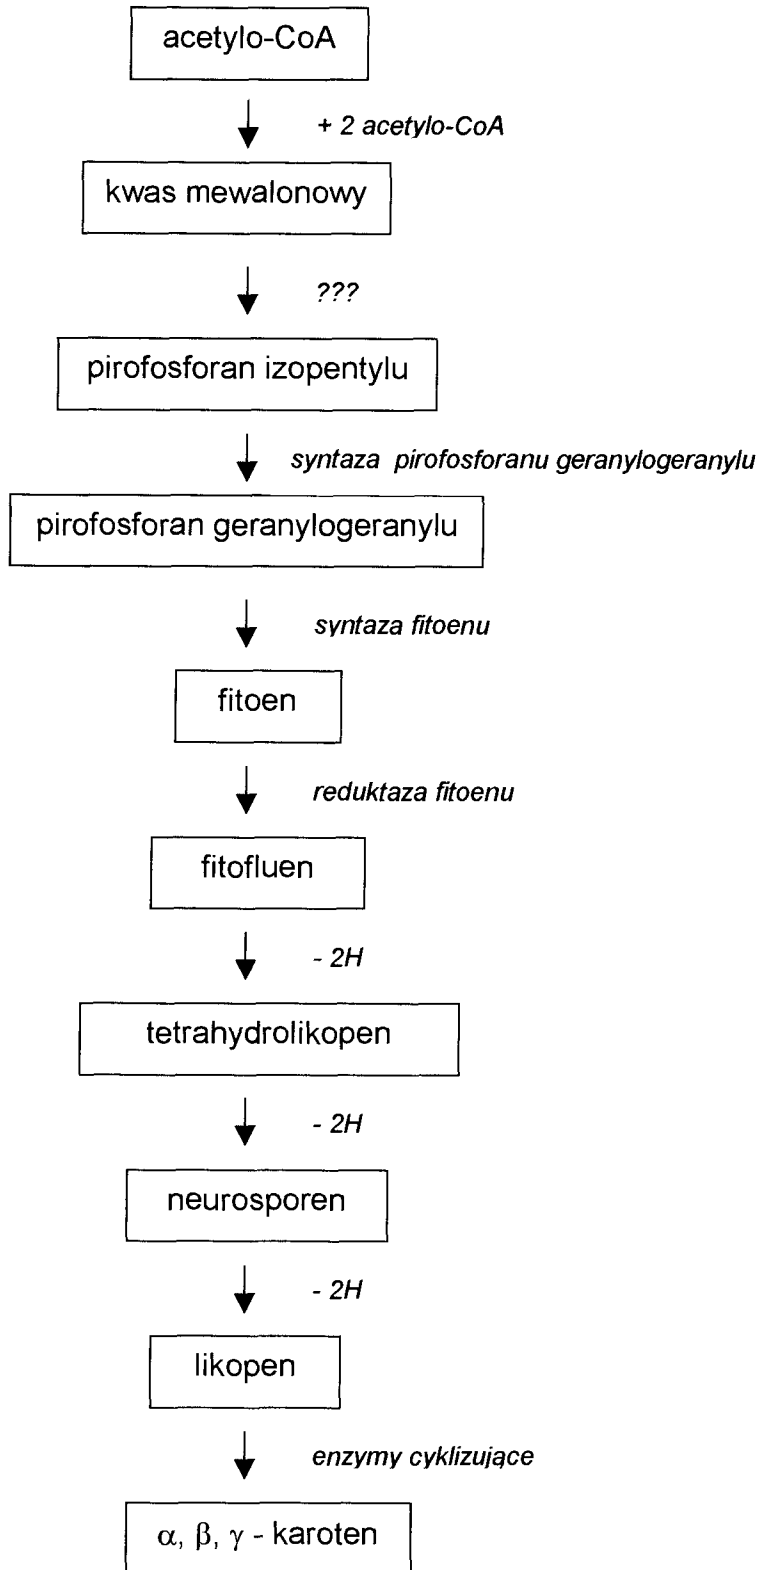 acetylo-CoA
+ 2 acetylo-CoA
kwas mewalonowy
???
pirofosforan izopentylu
syntaza pirofosforanu geranylogeranylu
pirofosforan geranylogeranylu
syntaza fitoenu
fitoen
reduktaza fitoenu
fitofluen
- 2H
tetrahydrolikopen
- 2H
neurosporen
- 2H
likopen
enzymy cyklizujące
α, β, γ - karoten